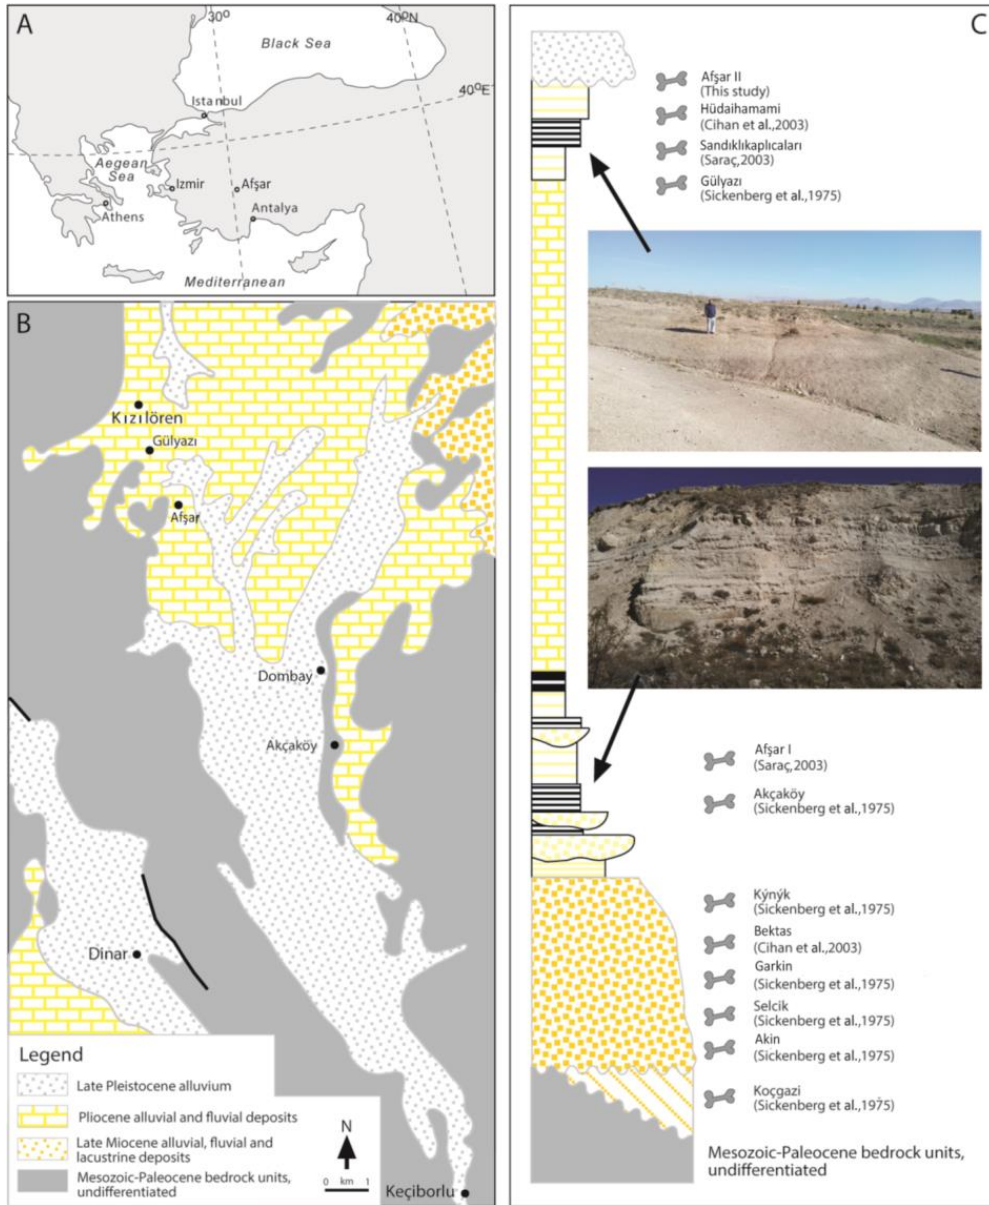 A
30°
40°N
Black Sea
40°E
Istanbul
Aegean
Sea
Izmir
Afşar
Athens
Antalya
Mediterranean
B
Kızılören
Gülyazı
Afşar
Dombay
Akçaköy
Dinar
Legend
Late Pleistocene alluvium
Pliocene alluvial and fluvial deposits
Late Miocene alluvial, fluvial and
lacustrine deposits
Mesozoic-Paleocene bedrock units,
undifferentiated
N
0 km 1
Keçiborlu
C
Afşar II
(This study)
Hüdaihamami
(Cihan et al.,2003)
Sandıklıkaplıcaları
(Saraç,2003)
Gülyazı
(Sickenberg et al.,1975)
Afşar I
(Saraç,2003)
Akçaköy
(Sickenberg et al.,1975)
Kýnýk
(Sickenberg et al.,1975)
Bektas
(Cihan et al.,2003)
Garkin
(Sickenberg et al.,1975)
Selcik
(Sickenberg et al.,1975)
Akin
(Sickenberg et al.,1975)
Koçgazi
(Sickenberg et al.,1975)
Mesozoic-Paleocene bedrock units,
undifferentiated